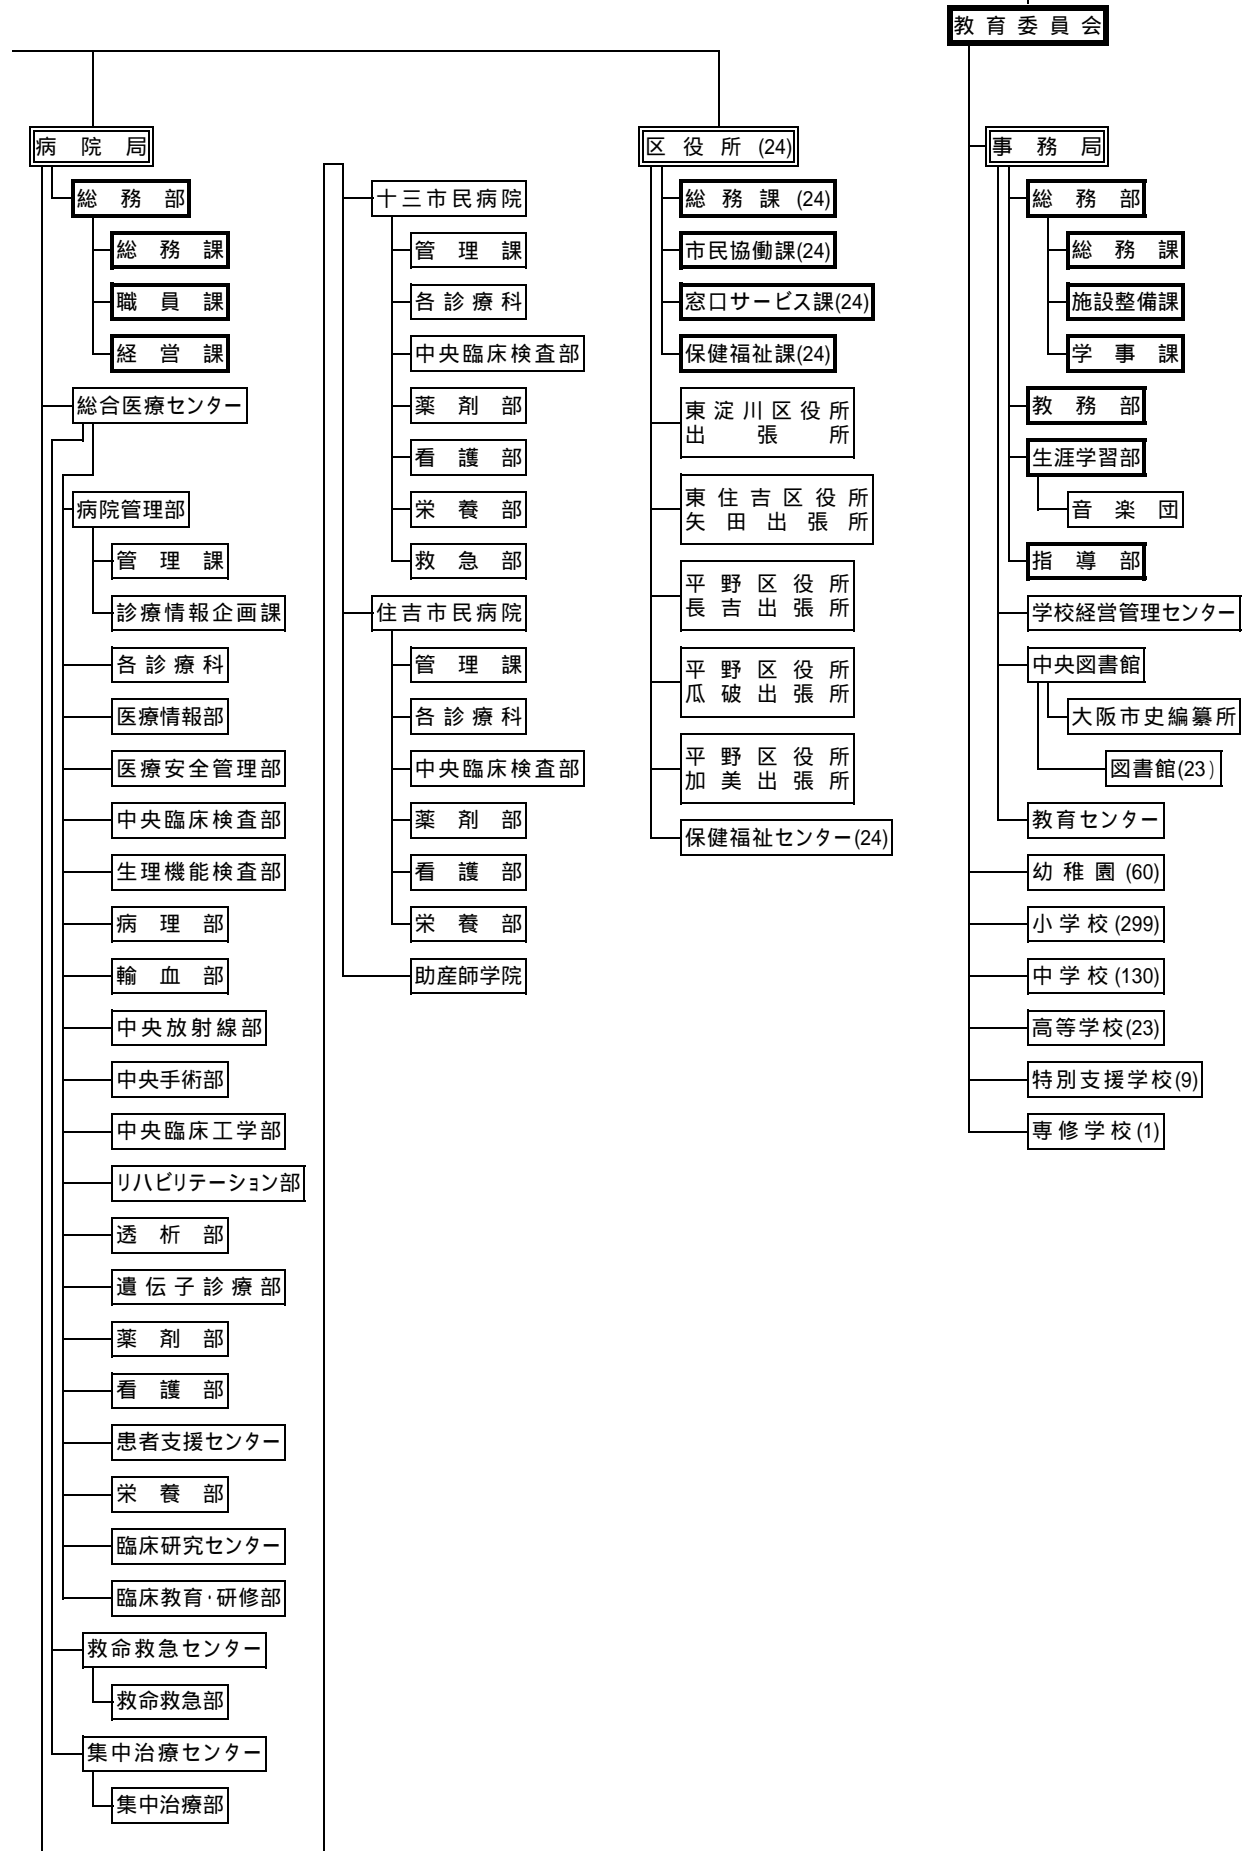 教育委員会
病院局
総務部
総務課
職員課
経営課
総合医療センター
病院管理部
管理課
診療情報企画課
各診療科
医療情報部
医療安全管理部
中央臨床検査部
生理機能検査部
病理部
輸血部
中央放射線部
中央手術部
中央臨床工学部
リハビリテーション部
透析部
遺伝子診療部
薬剤部
看護部
患者支援センター
栄養部
臨床研究センター
臨床教育・研修部
救命救急センター
救命救急部
集中治療センター
集中治療部
十三市民病院
管理課
各診療科
中央臨床検査部
薬剤部
看護部
栄養部
救急部
住吉市民病院
管理課
各診療科
中央臨床検査部
薬剤部
看護部
栄養部
助産師学院
区役所(24)
総務課(24)
市民協働課(24)
窓口サービス課(24)
保健福祉課(24)
東淀川区役所
出張所
東住吉区役所
矢田出張所
平野区役所
長吉出張所
平野区役所
瓜破出張所
平野区役所
加美出張所
保健福祉センター(24)
事務局
総務部
総務課
施設整備課
学事課
教務部
生涯学習部
音楽団
指導部
学校経営管理センター
中央図書館
大阪市史編纂所
図書館(23)
教育センター
幼稚園(60)
小学校(299)
中学校(130)
高等学校(23)
特別支援学校(9)
専修学校(1)